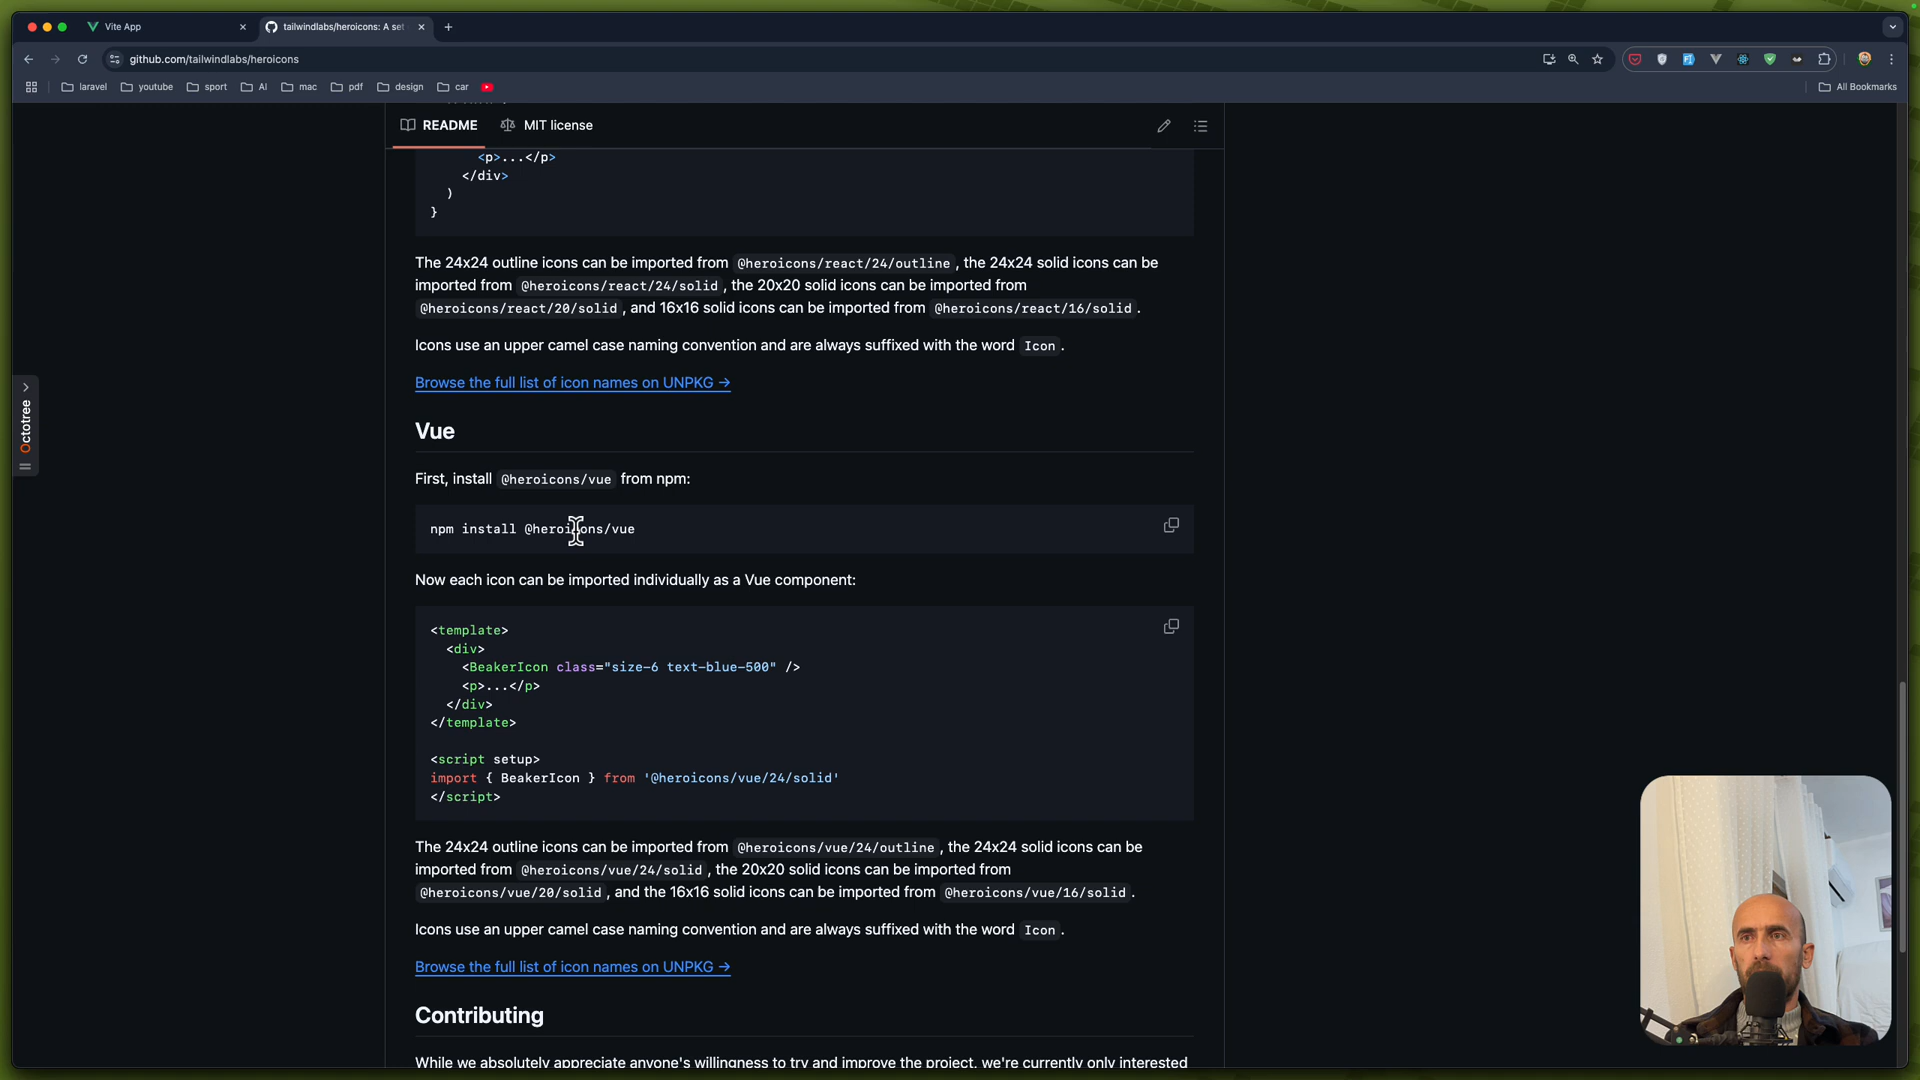 Vite App
tailwindlabs/heroicons: A set
github.com/tailwindlabs/heroicons
laravel
youtube
sport
AI
mac
pdf
design
car
All Bookmarks
README
MIT license
<p>...</p>
</div>
)
}
The 24x24 outline icons can be imported from @heroicons/react/24/outline , the 24x24 solid icons can be
imported from @heroicons/react/24/solid , the 20x20 solid icons can be imported from
@heroicons/react/20/solid , and 16x16 solid icons can be imported from @heroicons/react/16/solid .
Icons use an upper camel case naming convention and are always suffixed with the word Icon .
Browse the full list of icon names on UNPKG →
Octotree
Vue
First, install @heroicons/vue from npm:
npm install @heroicons/vue
Now each icon can be imported individually as a Vue component:
<template>
<div>
<BeakerIcon class="size-6 text-blue-500" />
<p>...</p>
</div>
</template>
<script setup>
import { BeakerIcon } from '@heroicons/vue/24/solid'
</script>
The 24x24 outline icons can be imported from @heroicons/vue/24/outline , the 24x24 solid icons can be
imported from @heroicons/vue/24/solid , the 20x20 solid icons can be imported from
@heroicons/vue/20/solid , and the 16x16 solid icons can be imported from @heroicons/vue/16/solid .
Icons use an upper camel case naming convention and are always suffixed with the word Icon .
Browse the full list of icon names on UNPKG →
Contributing
While we absolutely appreciate anyone's willingness to try and improve the project, we're currently only interested